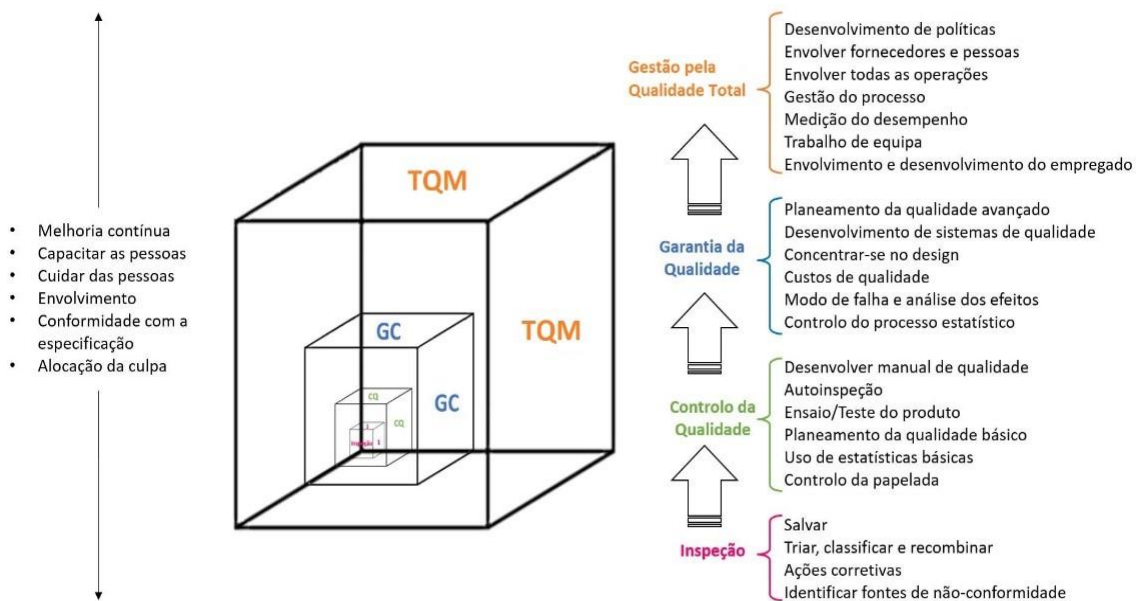 • Melhoria contínua
• Capacitar as pessoas
• Cuidar das pessoas
• Envolvimento
• Conformidade com a
especificação
• Alocação da culpa
TQM
TQM
GC
GC
CQ
CQ
I
Inspeção
I
Gestão pela
Qualidade Total
Desenvolvimento de políticas
Envolver fornecedores e pessoas
Envolver todas as operações
Gestão do processo
Medição do desempenho
Trabalho de equipa
Envolvimento e desenvolvimento do empregado
Garantia da
Qualidade
Planeamento da qualidade avançado
Desenvolvimento de sistemas de qualidade
Concentrar-se no design
Custos de qualidade
Modo de falha e análise dos efeitos
Controlo do processo estatístico
Controlo da
Qualidade
Desenvolver manual de qualidade
Autoinspeção
Ensaio/Teste do produto
Planeamento da qualidade básico
Uso de estatísticas básicas
Controlo da papelada
Inspeção
Salvar
Triar, classificar e recombinar
Ações corretivas
Identificar fontes de não-conformidade